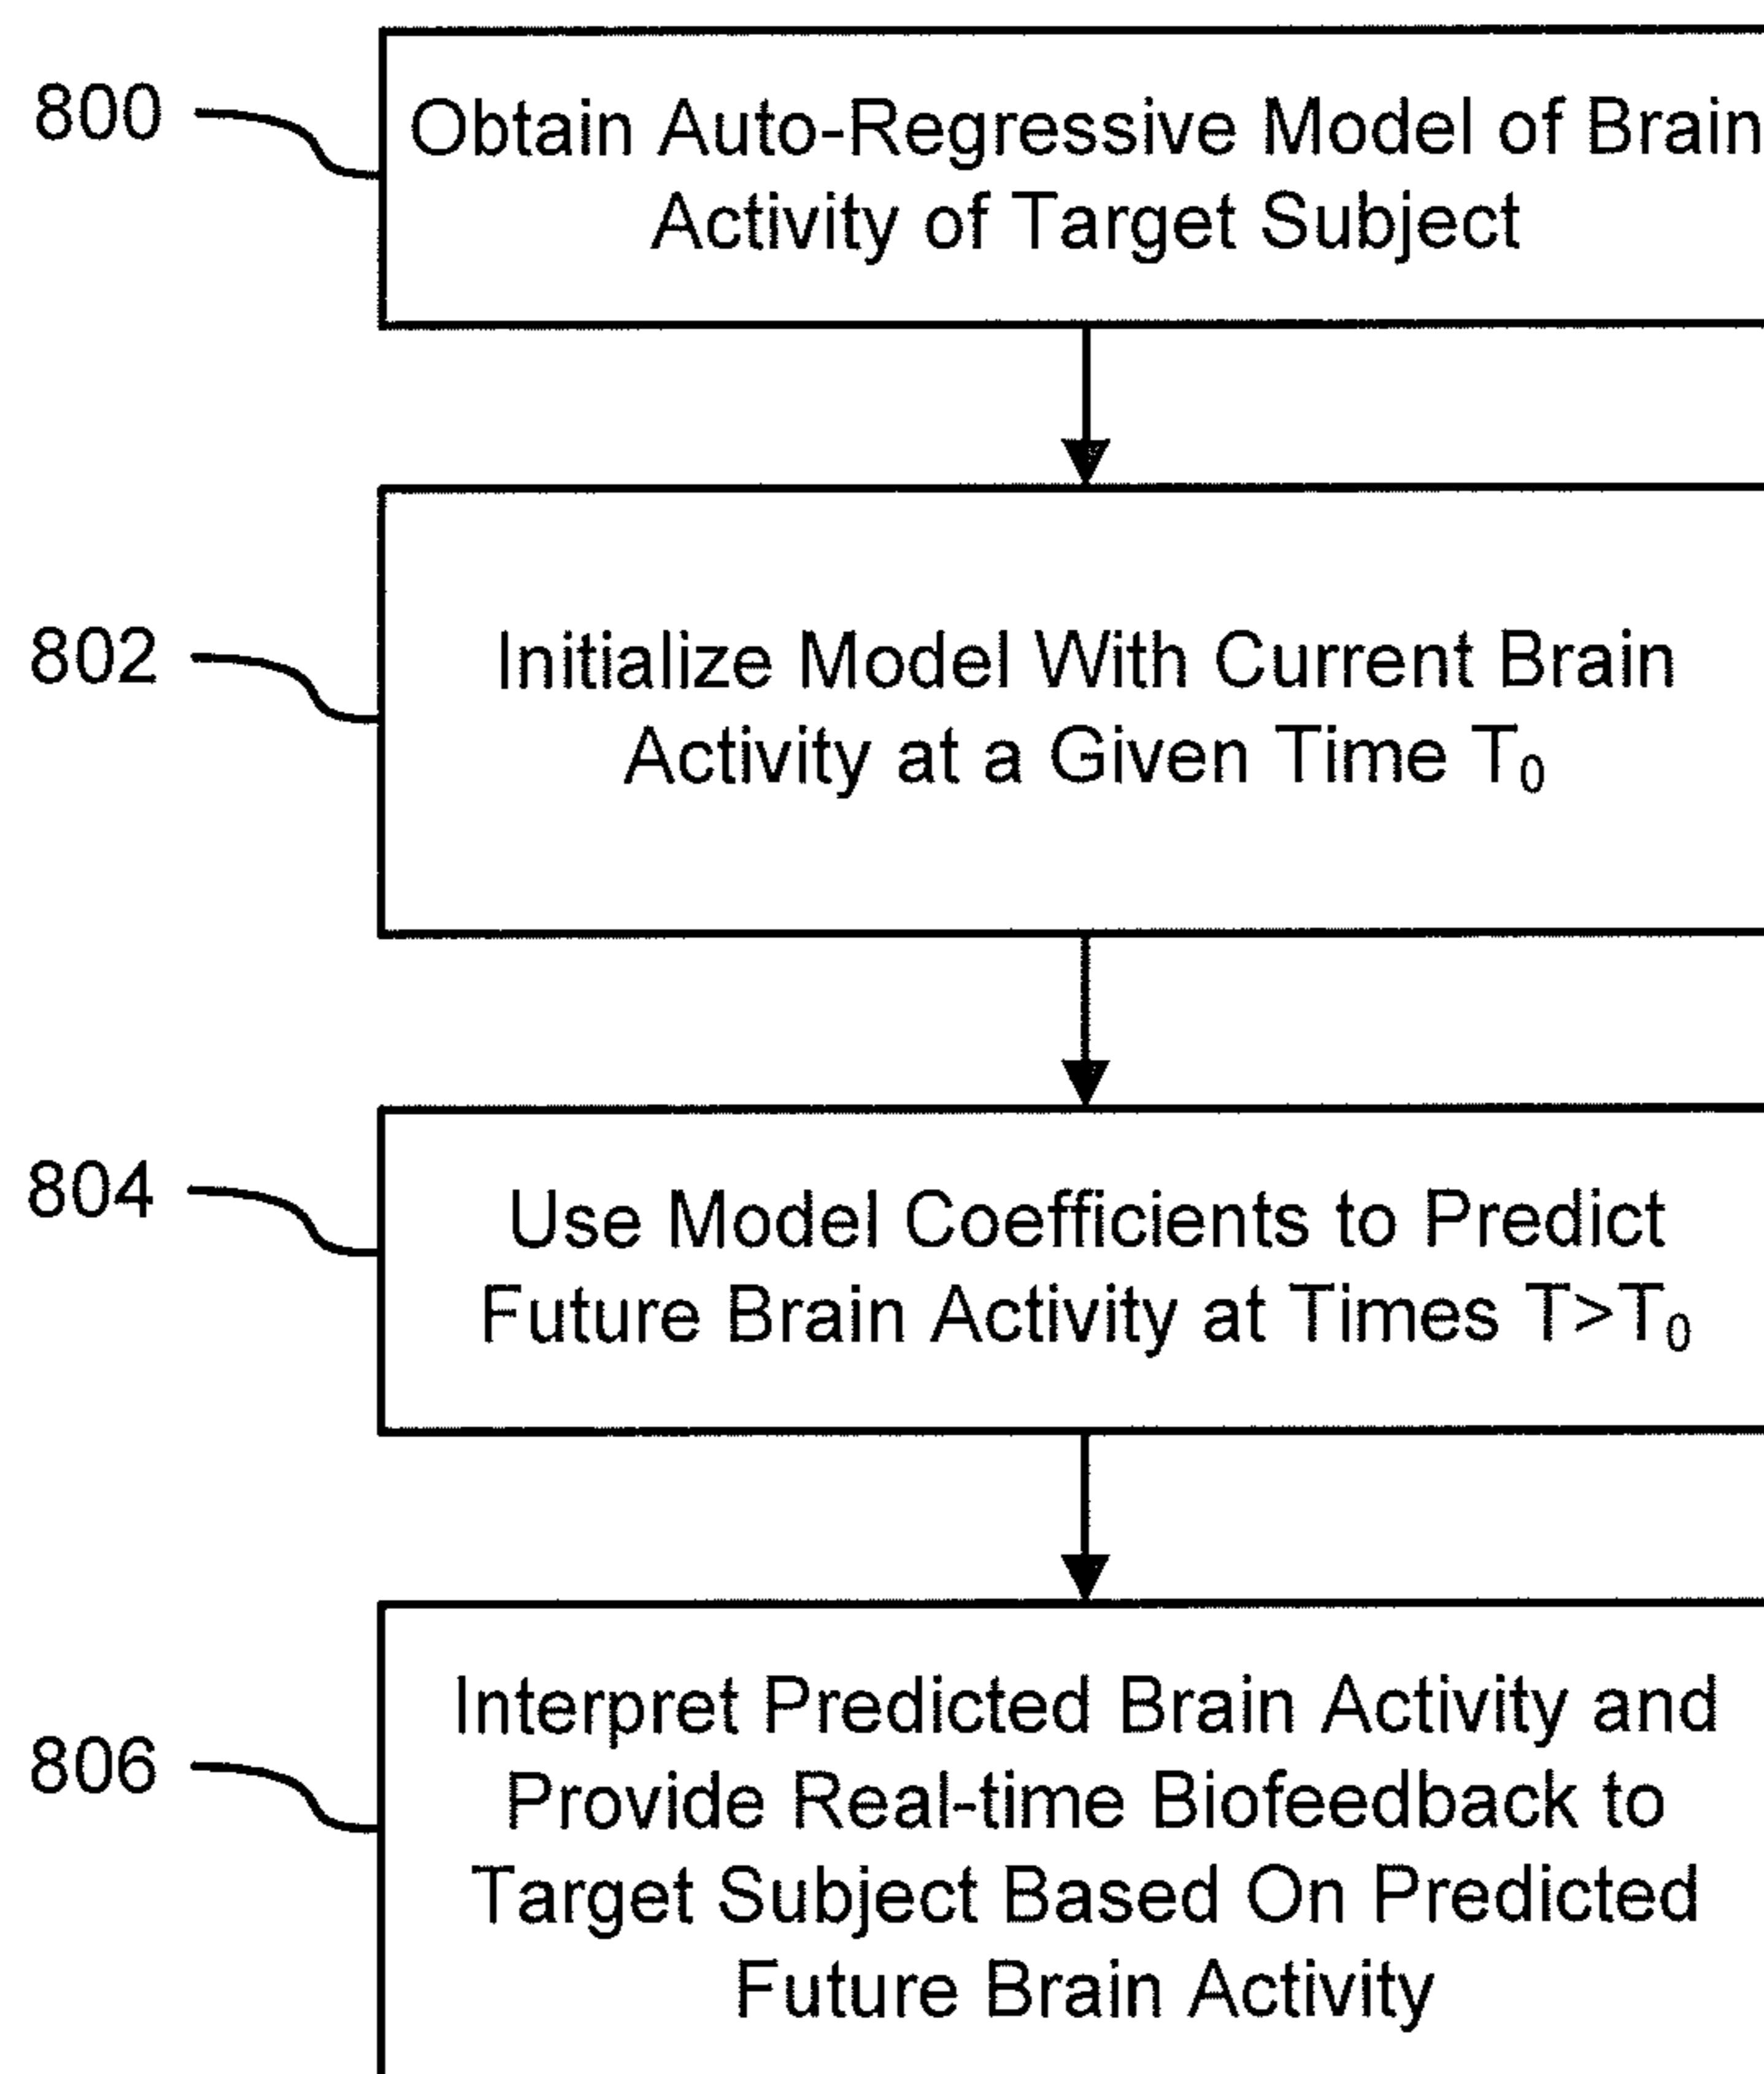 800
Obtain Auto-Regressive Model of Brain
Activity of Target Subject
802
Initialize Model With Current Brain
Activity at a Given Time T₀
804
Use Model Coefficients to Predict
Future Brain Activity at Times T>T₀
806
Interpret Predicted Brain Activity and
Provide Real-time Biofeedback to
Target Subject Based On Predicted
Future Brain Activity